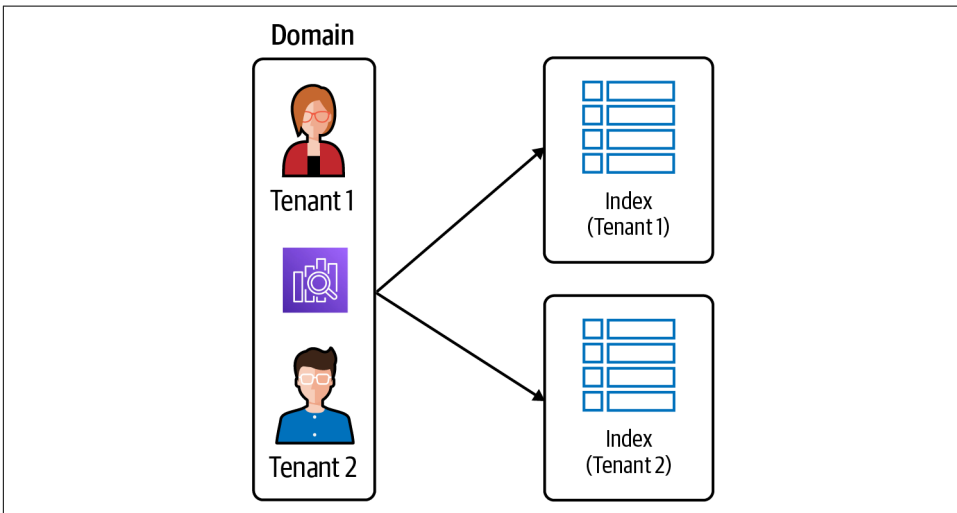 Domain
Tenant 1
Tenant 2
Index
(Tenant 1)
Index
(Tenant 2)